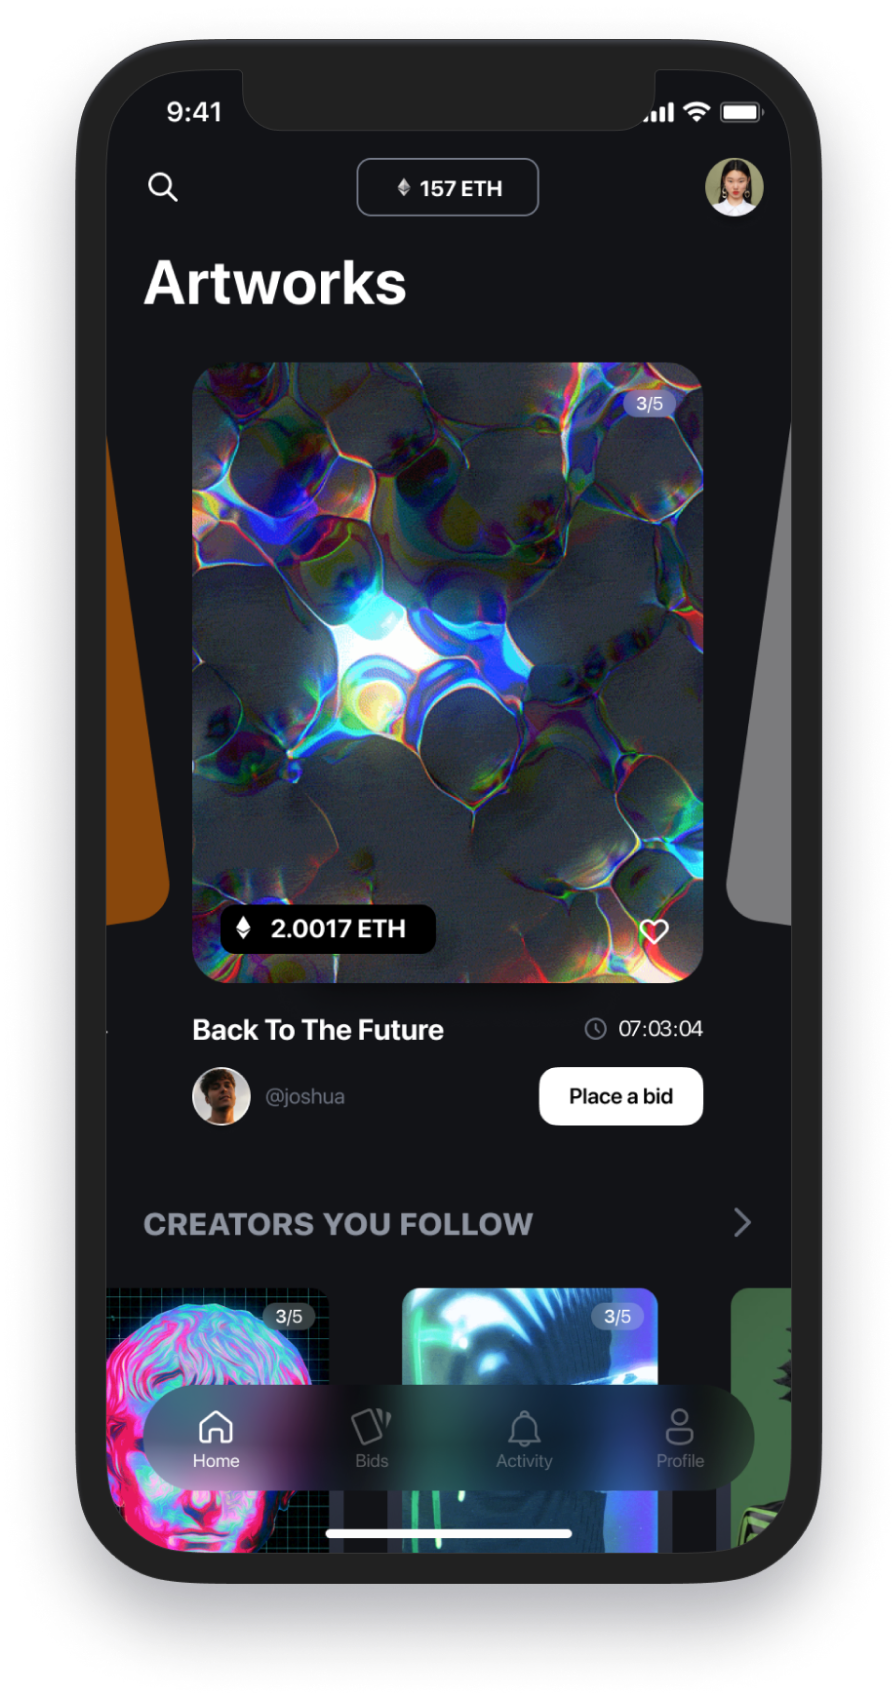 9:41
157 ETH
Artworks
3/5
2.0017 ETH
Back To The Future
07:03:04
@joshua
Place a bid
CREATORS YOU FOLLOW
3/5
3/5
Home
Bids
Activity
Profile